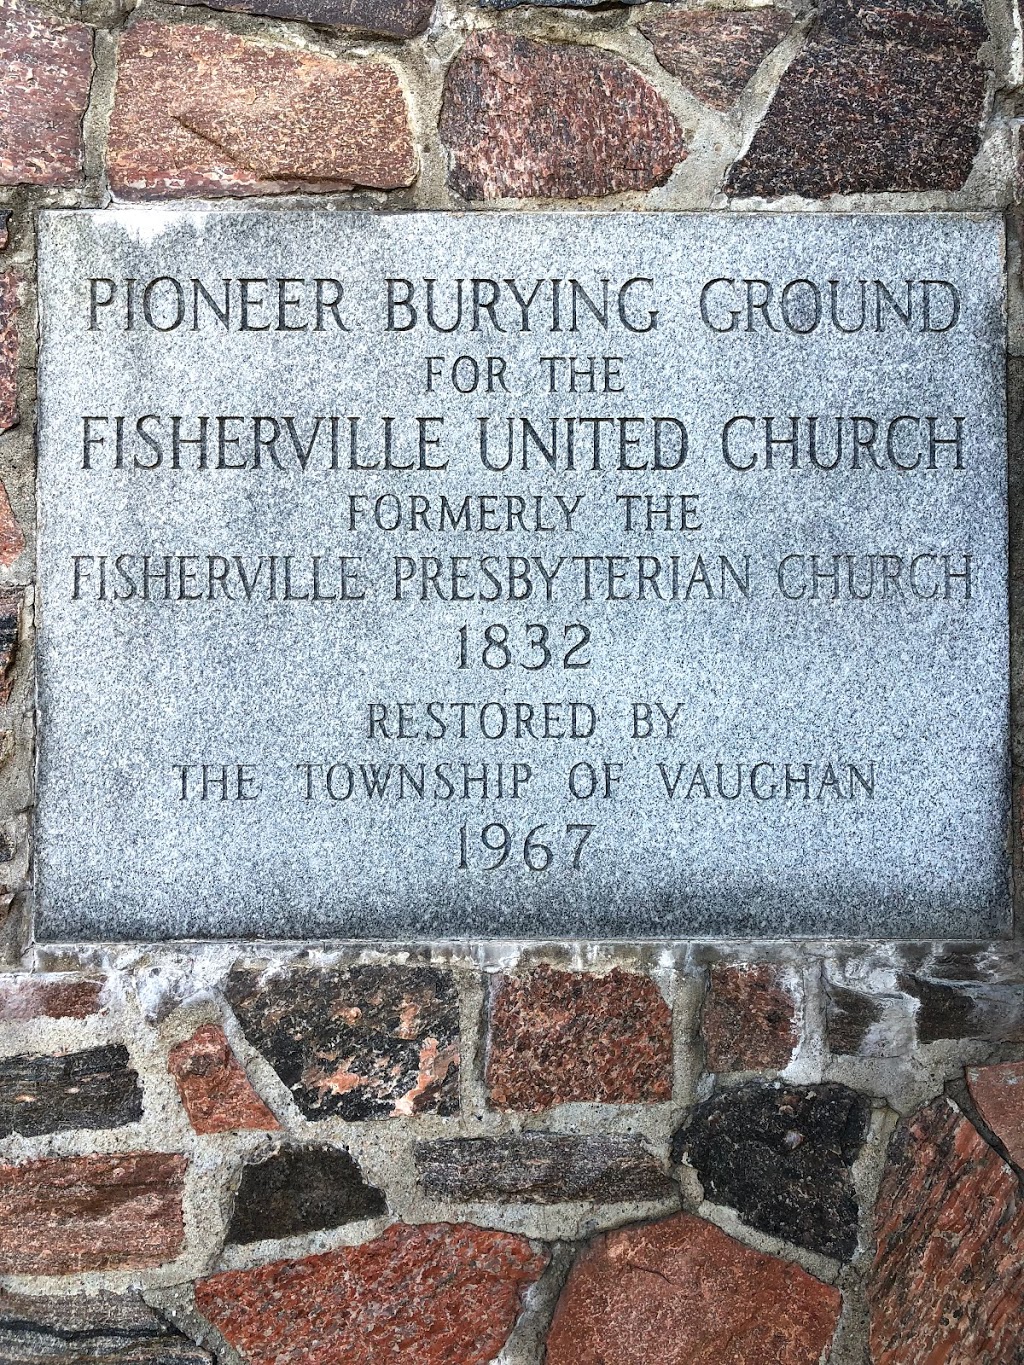 PIONEER BURYING GROUND
FOR THE
FISHERVILLE UNITED CHURCH
FORMERLY THE
FISHERVILLE PRESBYTERIAN CHURCH
1832
RESTORED BY
THE TOWNSHIP OF VAUGHAN
1967